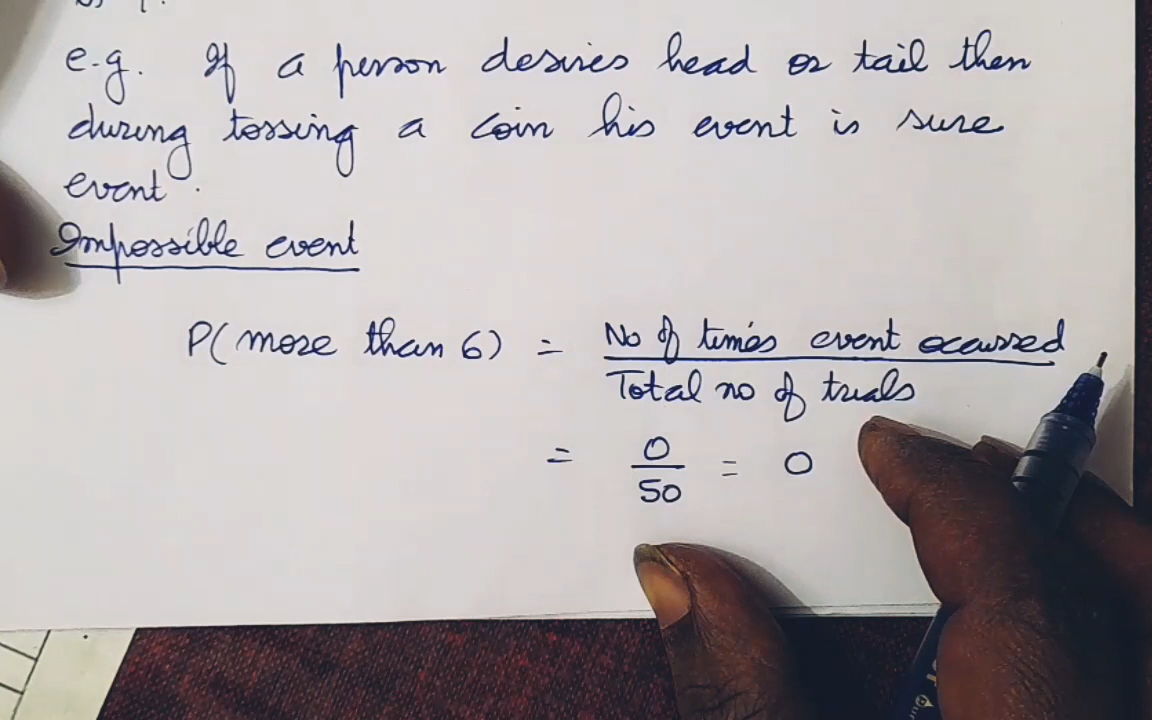 e.g. If a person desires head or tail then
during tossing a coin his event is sure
event.
Impossible event
P( more than 6) = No of times event occurred
Total no of trials
= 0/50 = 0